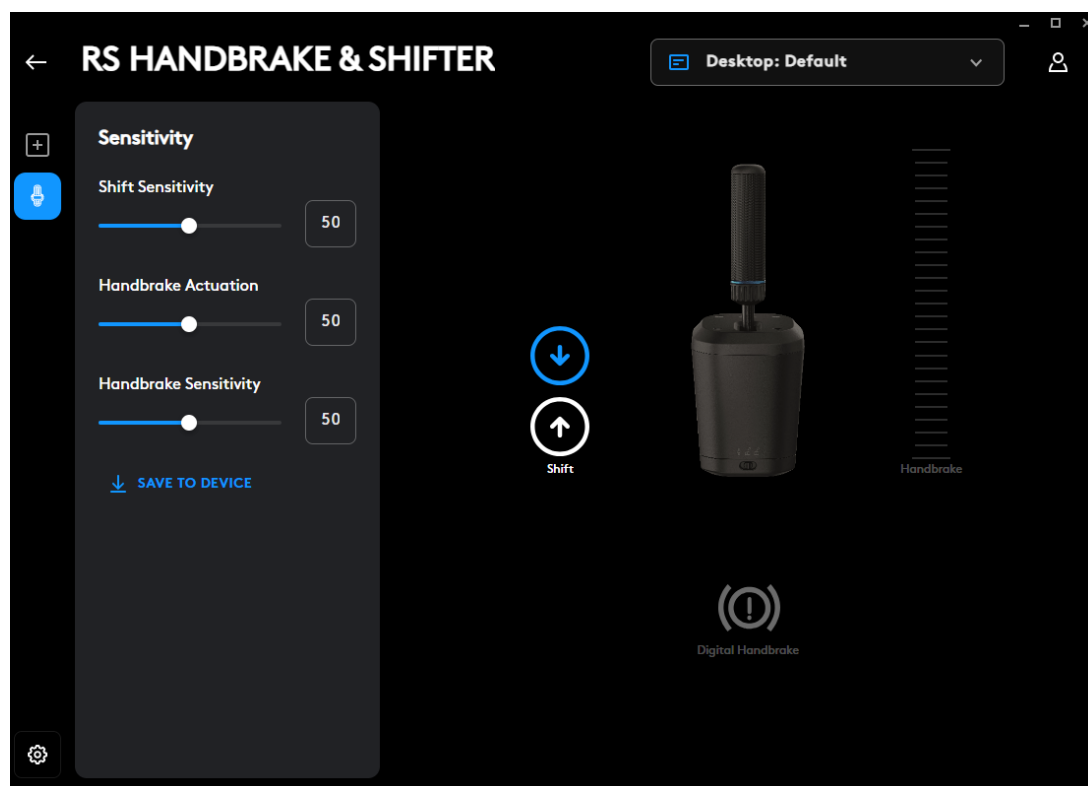 RS HANDBRAKE & SHIFTER
Desktop: Default
Sensitivity
Shift Sensitivity
50
Handbrake Actuation
50
Handbrake Sensitivity
50
SAVE TO DEVICE
Shift
Handbrake
Digital Handbrake